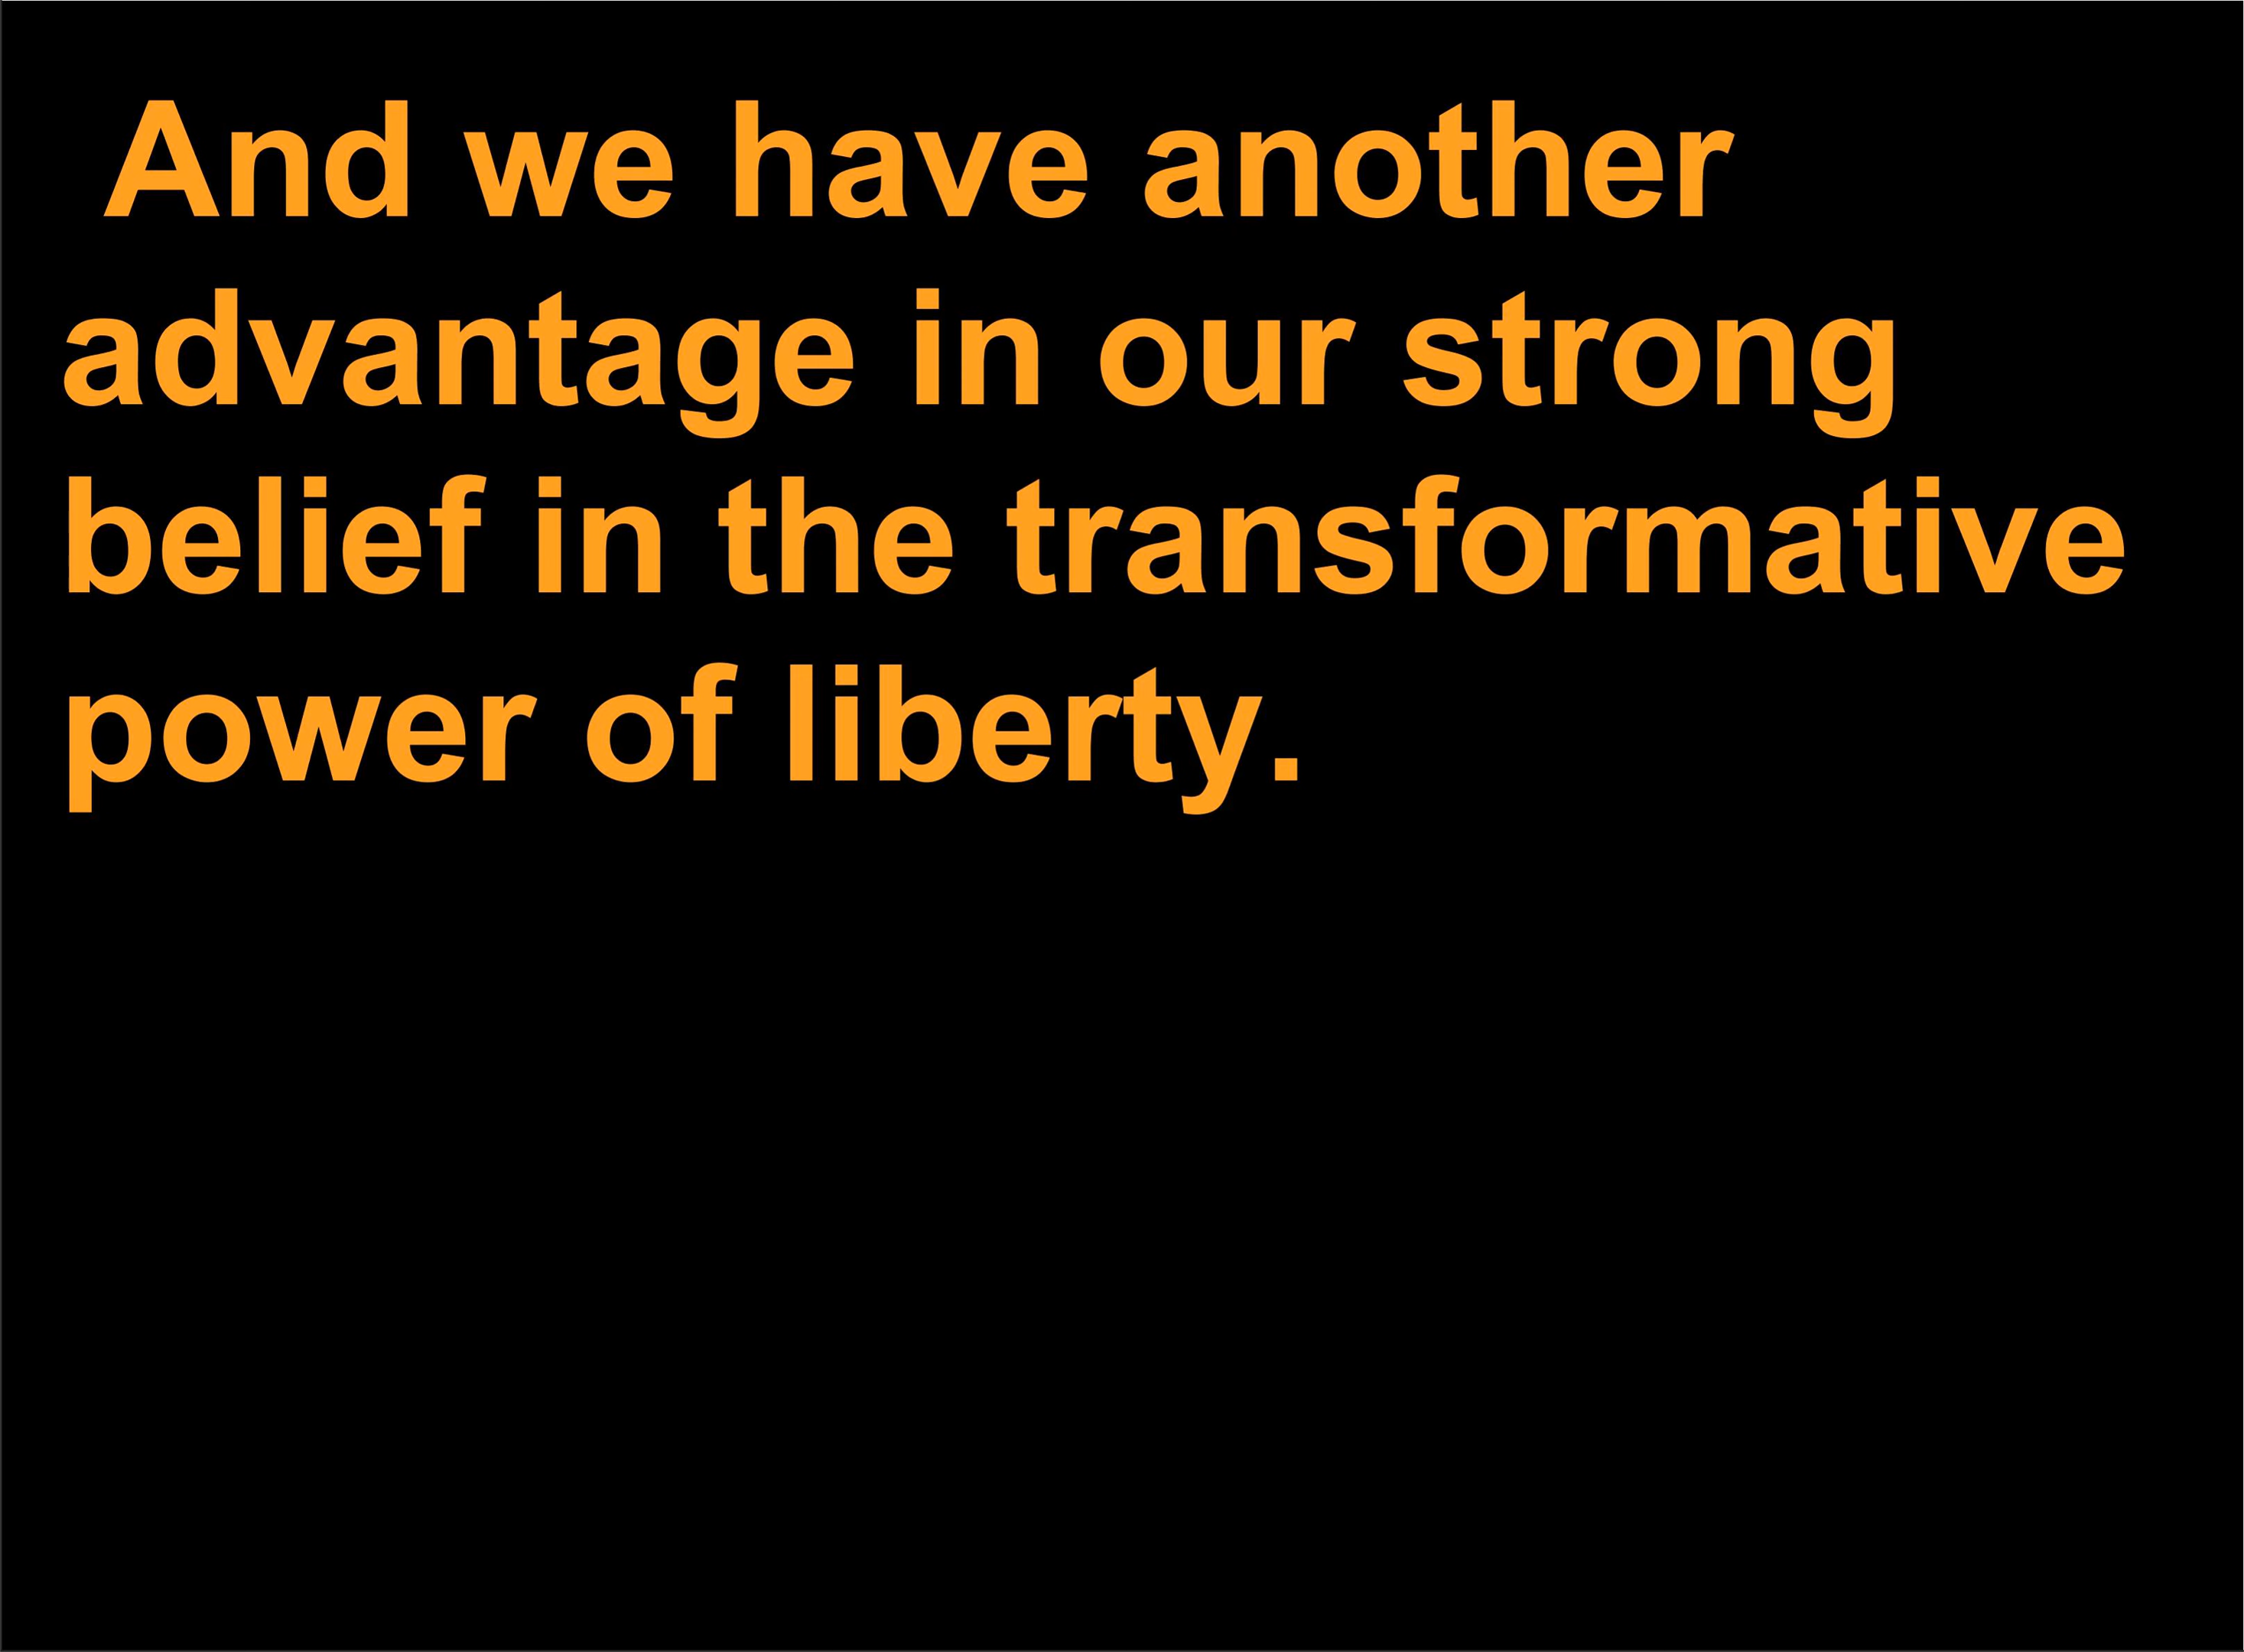 And we have another
advantage in our strong
belief in the transformative
power of liberty.